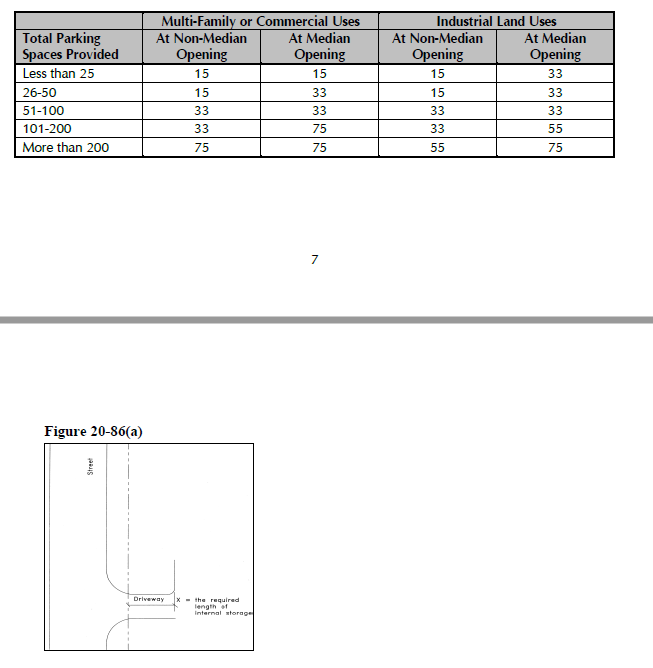 Multi-Family or Commercial Uses Industrial Land Uses
Total Parking Spaces Provided At Non-Median Opening At Median Opening At Non-Median Opening At Median Opening
Less than 25 15 15 15 33
26-50 15 33 15 33
51-100 33 33 33 33
101-200 33 75 33 55
More than 200 75 75 55 75
7
Figure 20-86(a)
Street
Driveway X = the required
length of
internal storage